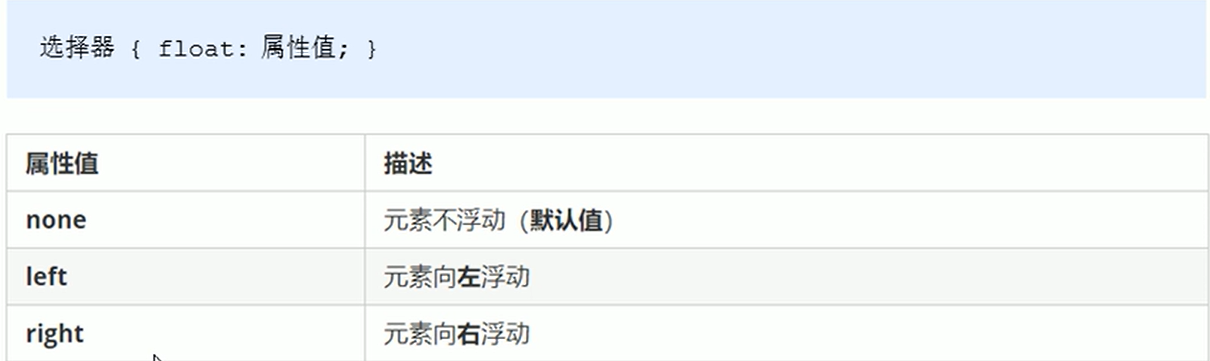 选择器 { float: 属性值; }
属性值 描述
none 元素不浮动（默认值）
left 元素向左浮动
right 元素向右浮动